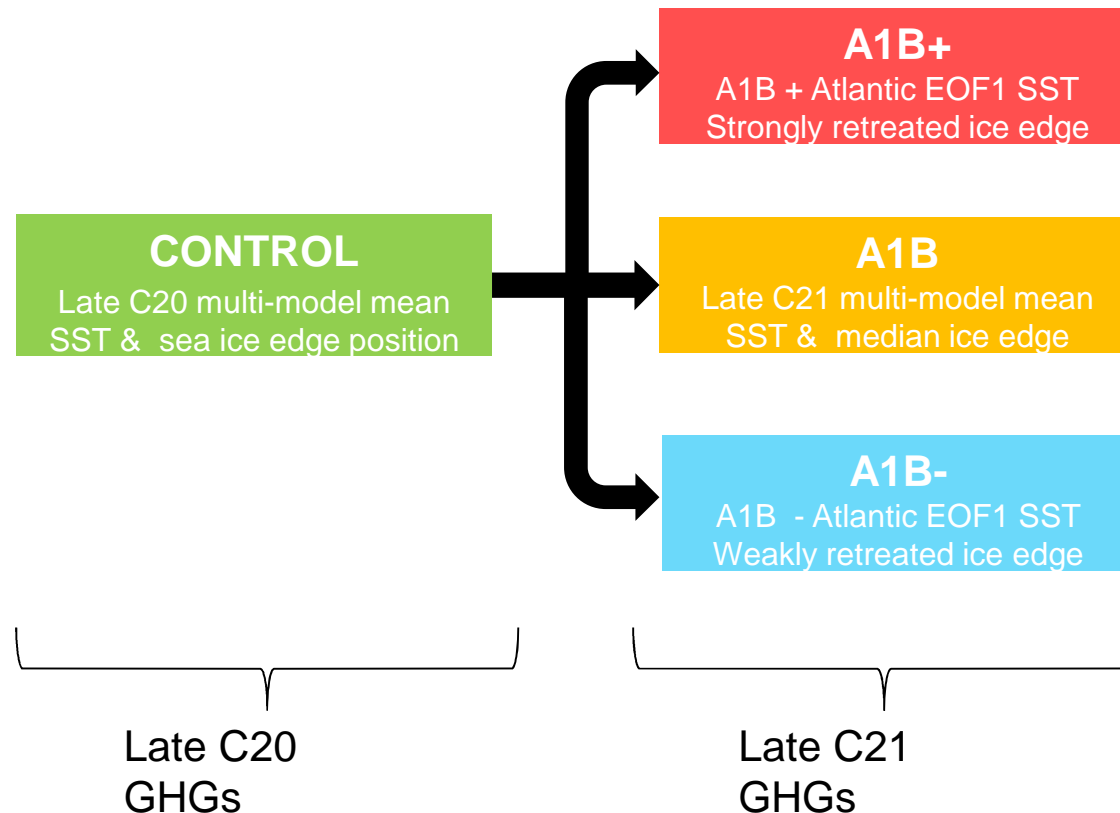 A1B+
A1B + Atlantic EOF1 SST
Strongly retreated ice edge
CONTROL
Late C20 multi-model mean
SST & sea ice edge position
A1B
Late C21 multi-model mean
SST & median ice edge
A1B-
A1B - Atlantic EOF1 SST
Weakly retreated ice edge
Late C20
GHGs
Late C21
GHGs